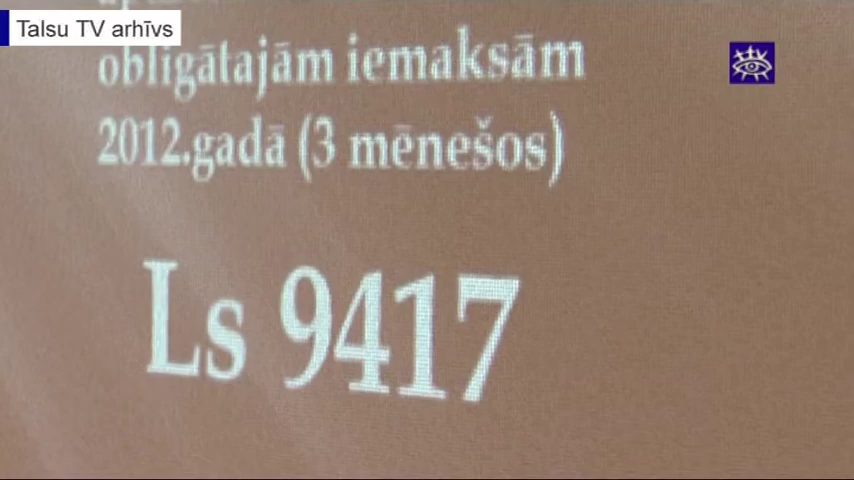 Talsu TV arhīvs
obligātajām iemaksām
2012.gadā (3 mēnešos)
Ls 9417